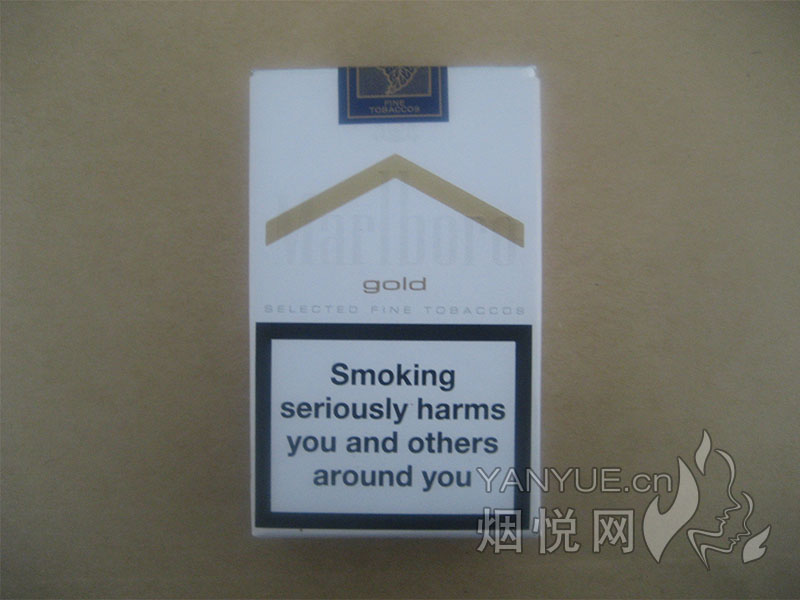 FINE
TOBACCOS
Marlboro
gold
SELECTED FINE TOBACCOS
Smoking
seriously harms
you and others
around you
YANYUE.cn
烟悦网